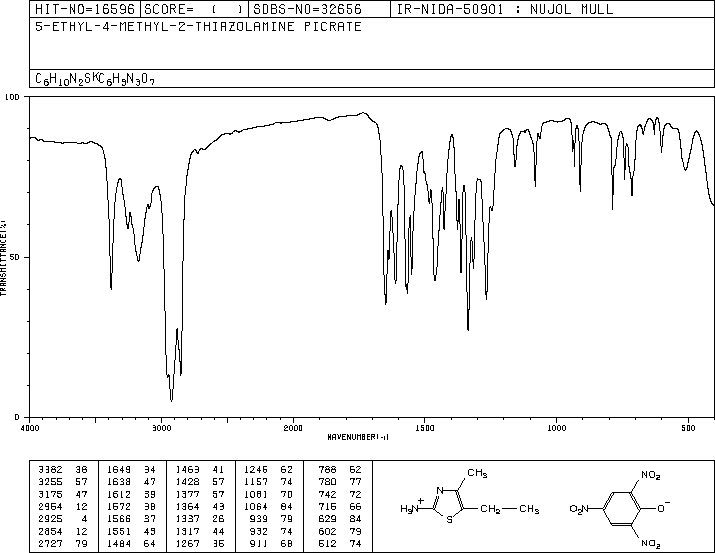 HIT-NO=16596 SCORE= ( ) SDBS-NO=32656 IR-NIDA-50901 : NUJOL MULL
5-ETHYL-4-METHYL-2-THIAZOLAMINE PICRATE
C6H10N2S·C6H3N3O7
100
50
0
TRANSMITTANCE(%)
4000 3000 2000 1500 1000 500
WAVENUMBER(-1)
3382 38 1649 34 1463 41 1246 62 788 62
3255 57 1638 47 1428 57 1157 74 780 77
3175 47 1612 39 1377 57 1081 70 742 72
2954 12 1572 38 1364 43 1064 84 715 66
2925 4 1566 37 1337 26 939 79 629 84
2854 12 1551 43 1317 44 932 74 602 79
2727 79 1484 64 1267 35 911 68 512 74
CH3
N
H3N
+
S
CH2 CH3
NO2
O2N
O−
NO2